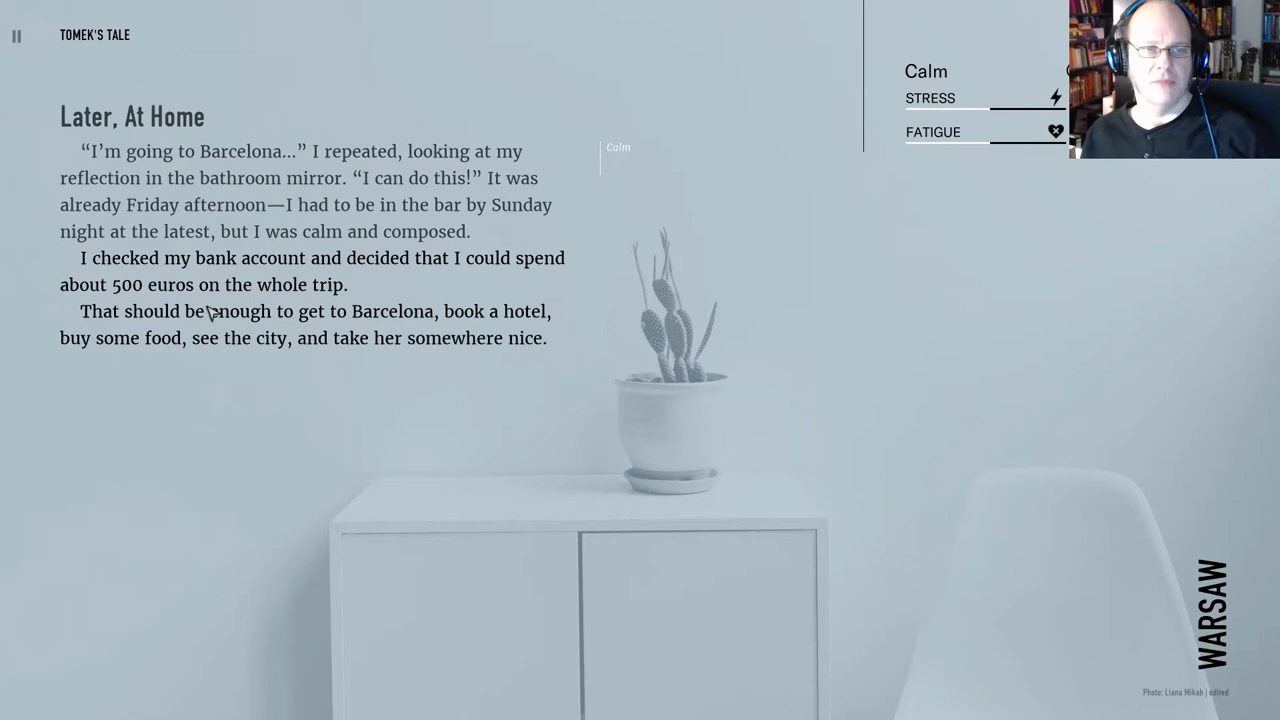 TOMEK'S TALE
Calm
STRESS
FATIGUE
Later, At Home
“I’m going to Barcelona...” I repeated, looking at my
reflection in the bathroom mirror. “I can do this!” It was
already Friday afternoon—I had to be in the bar by Sunday
night at the latest, but I was calm and composed.
I checked my bank account and decided that I could spend
about 500 euros on the whole trip.
That should be enough to get to Barcelona, book a hotel,
buy some food, see the city, and take her somewhere nice.
Calm
WARSAW
Photo: Liana Mikah | edited